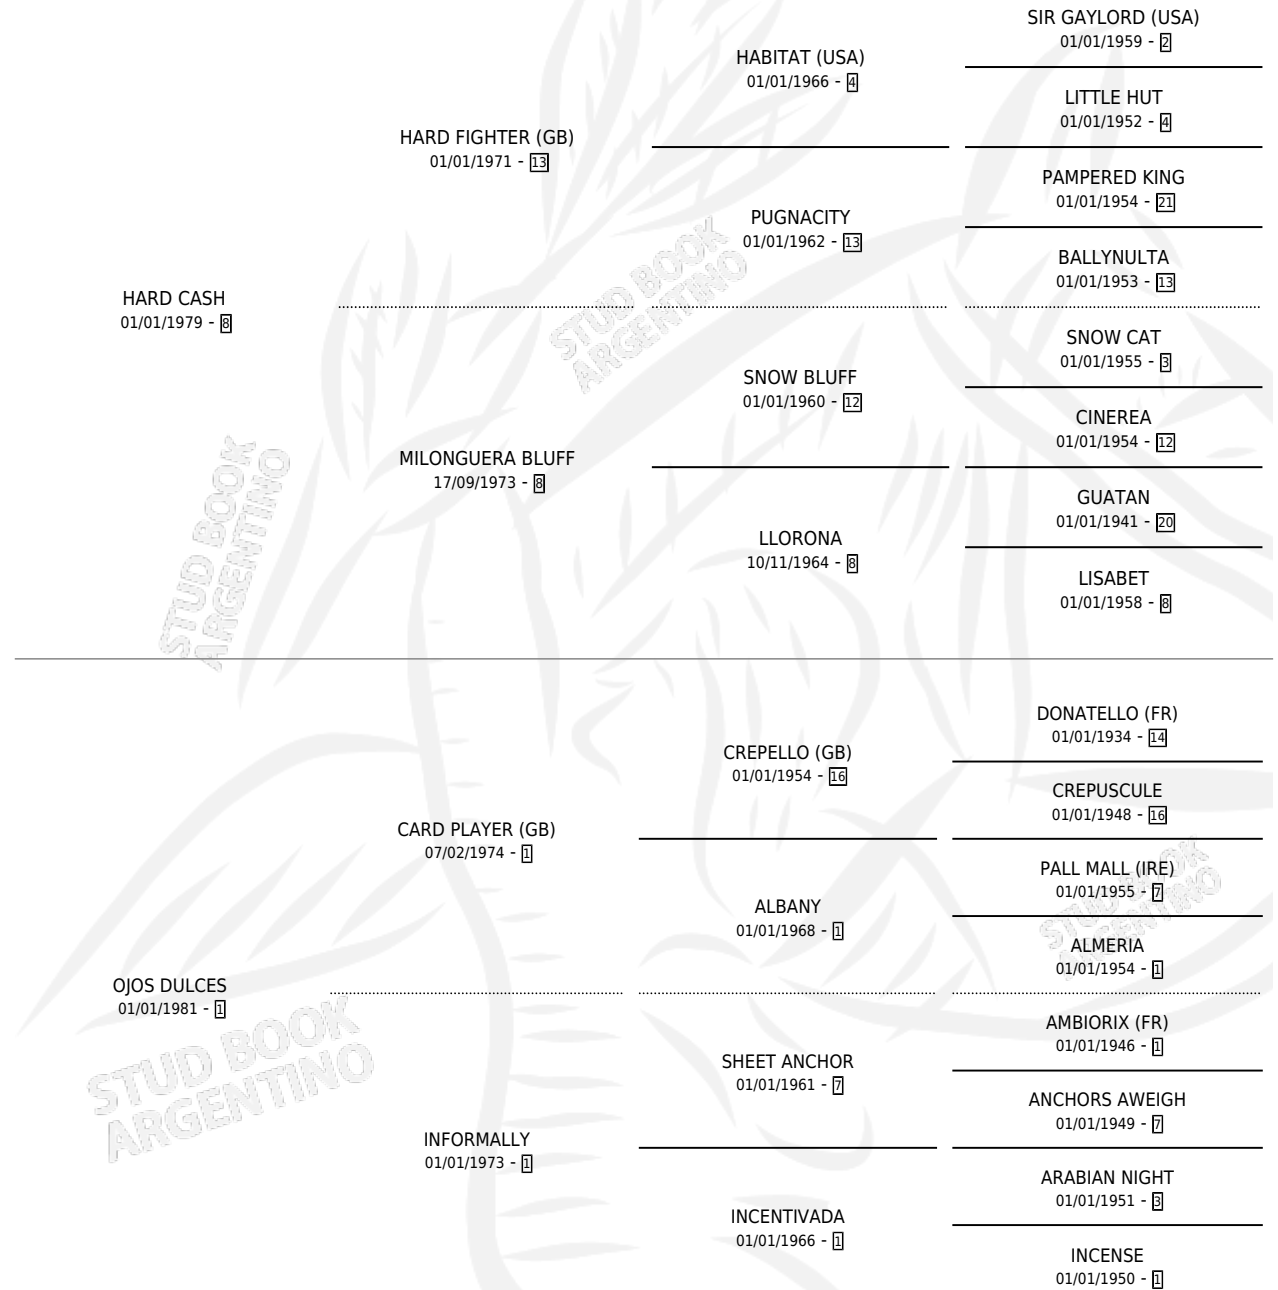 SIR GAYLORD (USA)
01/01/1959 - 2
HABITAT (USA)
01/01/1966 - 4
LITTLE HUT
01/01/1952 - 4
HARD FIGHTER (GB)
01/01/1971 - 13
PAMPERED KING
01/01/1954 - 21
PUGNACITY
01/01/1962 - 13
BALLYNULTA
01/01/1953 - 13
HARD CASH
01/01/1979 - 8
SNOW CAT
01/01/1955 - 3
SNOW BLUFF
01/01/1960 - 12
CINEREA
01/01/1954 - 12
MILONGUERA BLUFF
17/09/1973 - 8
GUATAN
01/01/1941 - 20
LLORONA
10/11/1964 - 8
LISABET
01/01/1958 - 8
DONATELLO (FR)
01/01/1934 - 14
CREPELLO (GB)
01/01/1954 - 16
CREPUSCULE
01/01/1948 - 16
CARD PLAYER (GB)
07/02/1974 - 1
PALL MALL (IRE)
01/01/1955 - 7
ALBANY
01/01/1968 - 1
ALMERIA
01/01/1954 - 1
OJOS DULCES
01/01/1981 - 1
AMBIORIX (FR)
01/01/1946 - 1
SHEET ANCHOR
01/01/1961 - 7
ANCHORS AWEIGH
01/01/1949 - 7
INFORMALLY
01/01/1973 - 1
ARABIAN NIGHT
01/01/1951 - 3
INCENTIVADA
01/01/1966 - 1
INCENSE
01/01/1950 - 1
STUD BOOK
ARGENTINO
STUD BOOK
ARGENTINO
STUD BOOK
ARGENTINO
STUD BOOK
ARGENTINO